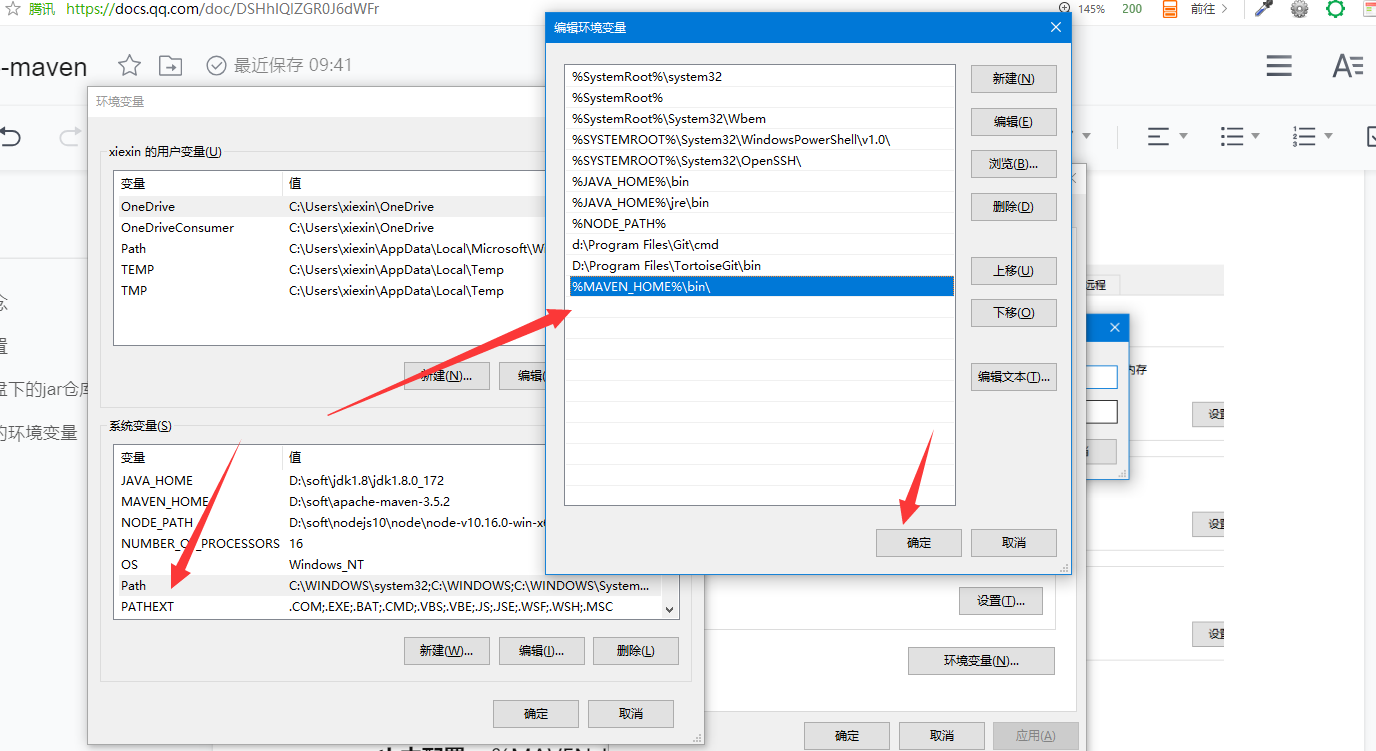 腾讯 https://docs.qq.com/doc/DSHhIQlZGR0J6dWFr
145% 200 前往
-maven 最近保存 09:41
环境变量
xiexin 的用户变量(U)
变量 值
OneDrive C:\Users\xiexin\OneDrive
OneDriveConsumer C:\Users\xiexin\OneDrive
Path C:\Users\xiexin\AppData\Local\Microsoft\W
TEMP C:\Users\xiexin\AppData\Local\Temp
TMP C:\Users\xiexin\AppData\Local\Temp
新建(N)... 编辑(
系统变量(S)
变量 值
JAVA_HOME D:\soft\jdk1.8\jdk1.8.0_172
MAVEN_HOME D:\soft\apache-maven-3.5.2
NODE_PATH D:\soft\nodejs10\node\node-v10.16.0-win-x
NUMBER_OF_PROCESSORS 16
OS Windows_NT
Path C:\WINDOWS\system32;C:\WINDOWS;C:\WINDOWS\System...
PATHEXT .COM;.EXE;.BAT;.CMD;.VBS;.VBE;.JS;.JSE;.WSF;.WSH;.MSC
新建(W)... 编辑(I)... 删除(L)
确定 取消
编辑环境变量
%SystemRoot%\system32
%SystemRoot%
%SystemRoot%\System32\Wbem
%SYSTEMROOT%\System32\WindowsPowerShell\v1.0\
%SYSTEMROOT%\System32\OpenSSH\
%JAVA_HOME%\bin
%JAVA_HOME%\jre\bin
%NODE_PATH%
d:\Program Files\Git\cmd
D:\Program Files\TortoiseGit\bin
%MAVEN_HOME%\bin\
新建(N)
编辑(E)
浏览(B)...
删除(D)
上移(U)
下移(O)
编辑文本(T)...
确定 取消
念
置
盘下的jar仓库
的环境变量
远程
内存
设置
设置
设置
设置(T)...
环境变量(N)...
确定 取消 应用(A)